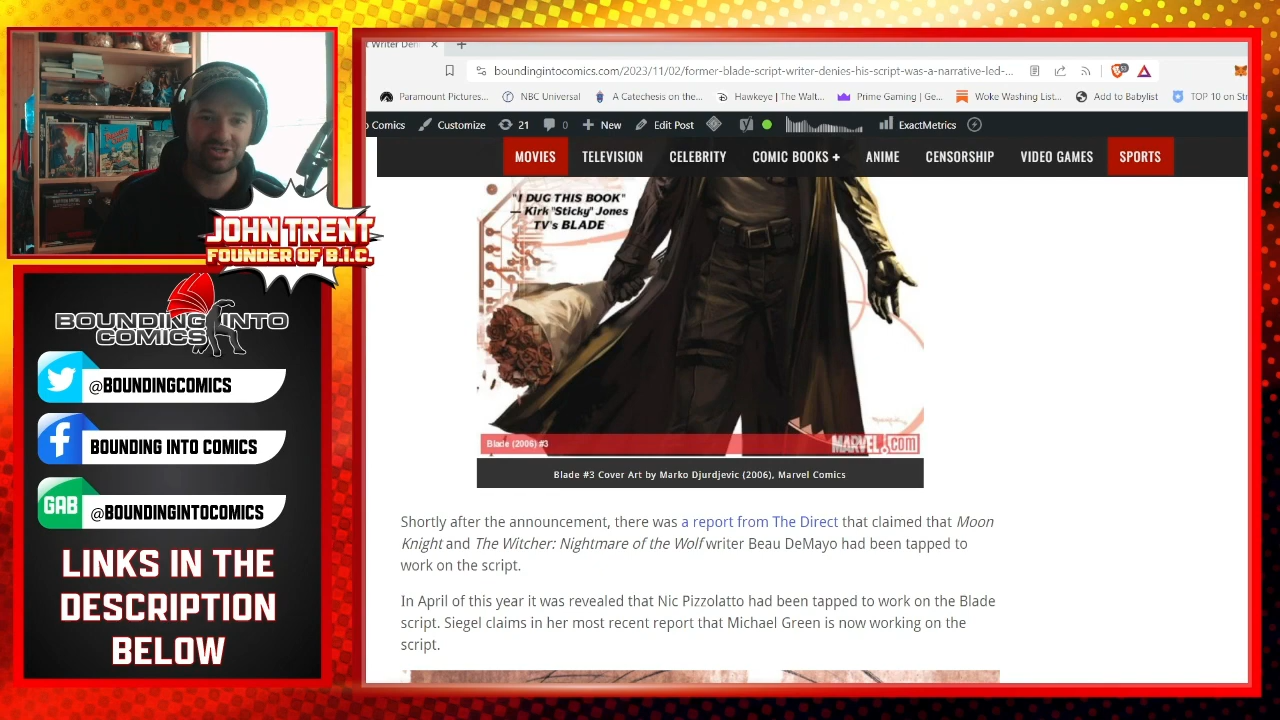 JOHN TRENT
FOUNDER OF B.I.C.
BOUNDING INTO
COMICS
@BOUNDINGCOMICS
f BOUNDING INTO COMICS
GAB @BOUNDINGINTOCOMICS
LINKS IN THE
DESCRIPTION
BELOW
t Writer Den
boundingintocomics.com/2023/11/02/former-blade-script-writer-denies-his-script-was-a-narrative-led-...
Paramount Pictures... NBC Universal A Catechesis on the... Hawkeye | The Walt... Prime Gaming | Ge... Woke Washing List... Add to Babylist TOP 10 on Str
o Comics Customize 21 0 New Edit Post ExactMetrics
MOVIES TELEVISION CELEBRITY COMIC BOOKS + ANIME CENSORSHIP VIDEO GAMES SPORTS
"I DUG THIS BOOK"
— Kirk "Sticky" Jones
TV's BLADE
Blade (2006) #3 MARVEL.com
Blade #3 Cover Art by Marko Djurdjevic (2006), Marvel Comics
Shortly after the announcement, there was a report from The Direct that claimed that Moon
Knight and The Witcher: Nightmare of the Wolf writer Beau DeMayo had been tapped to
work on the script.
In April of this year it was revealed that Nic Pizzolatto had been tapped to work on the Blade
script. Siegel claims in her most recent report that Michael Green is now working on the
script.